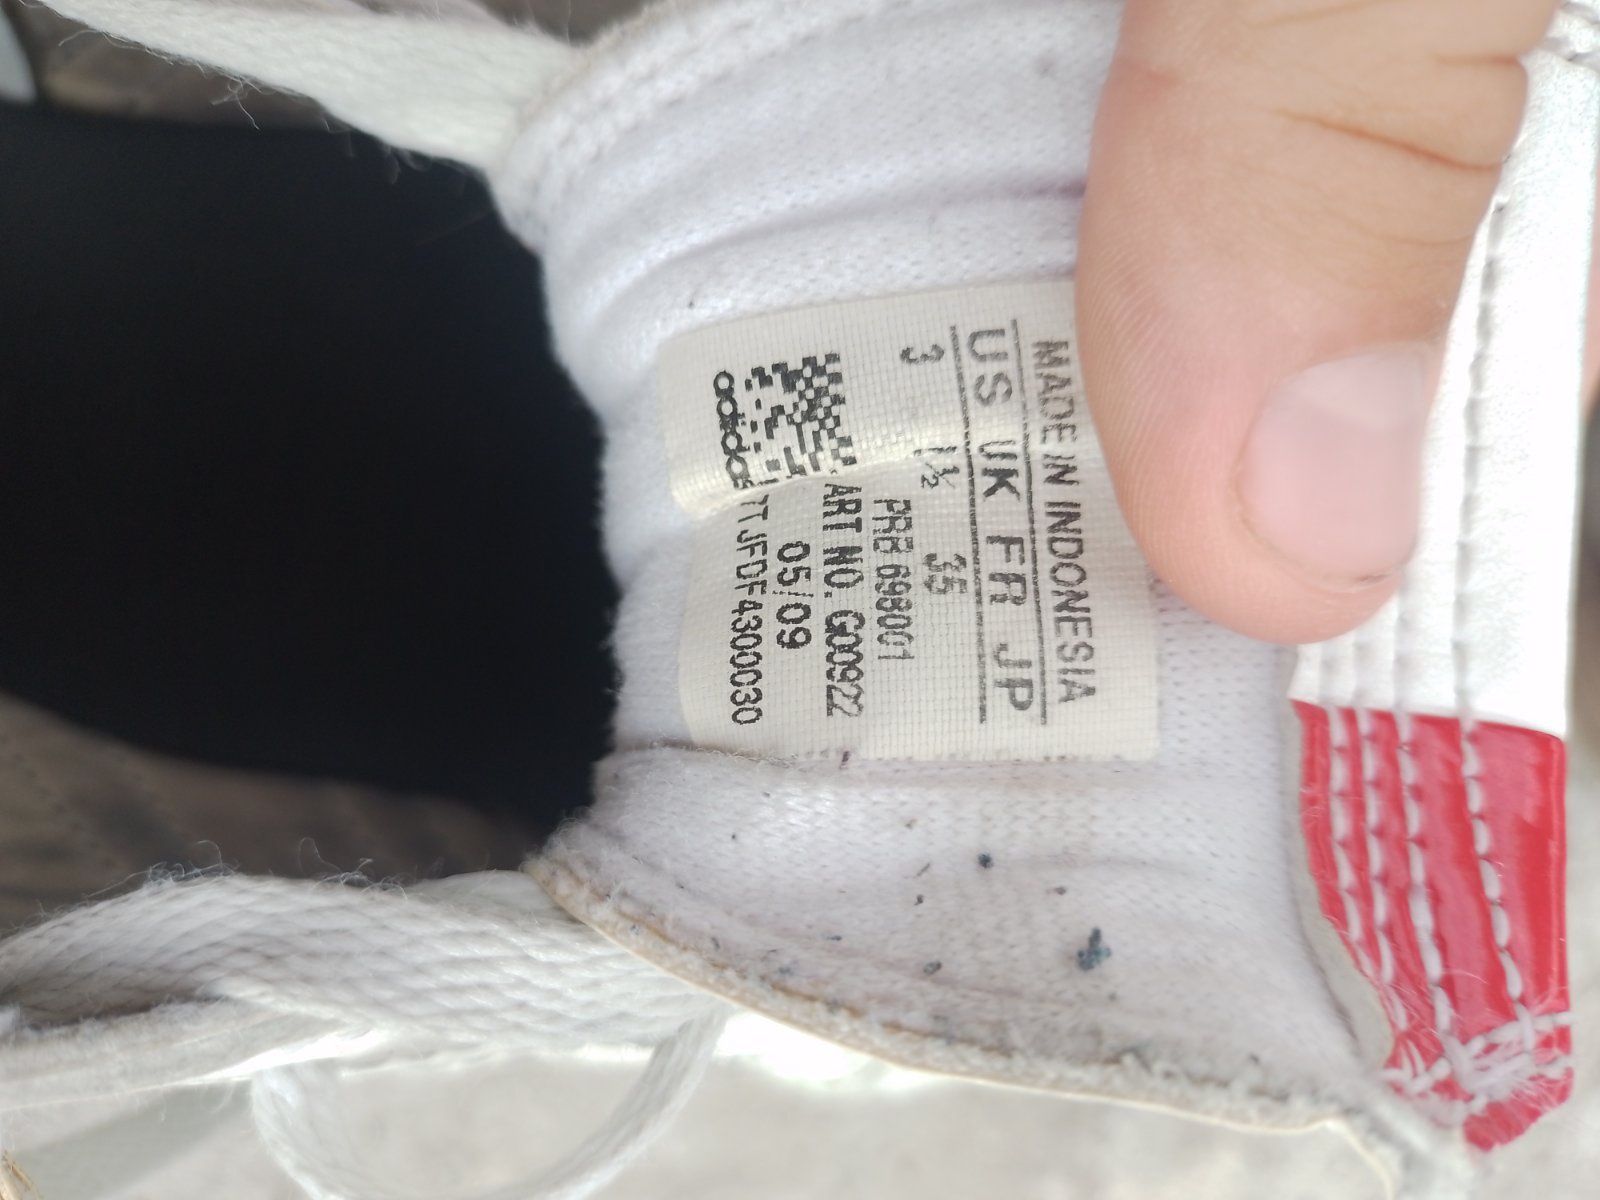 MADE IN INDONESIA
US UK FR JP
3 1½ 35
PRB 698001
ART NO. G00922
05/09
JFDF4300030
adidas